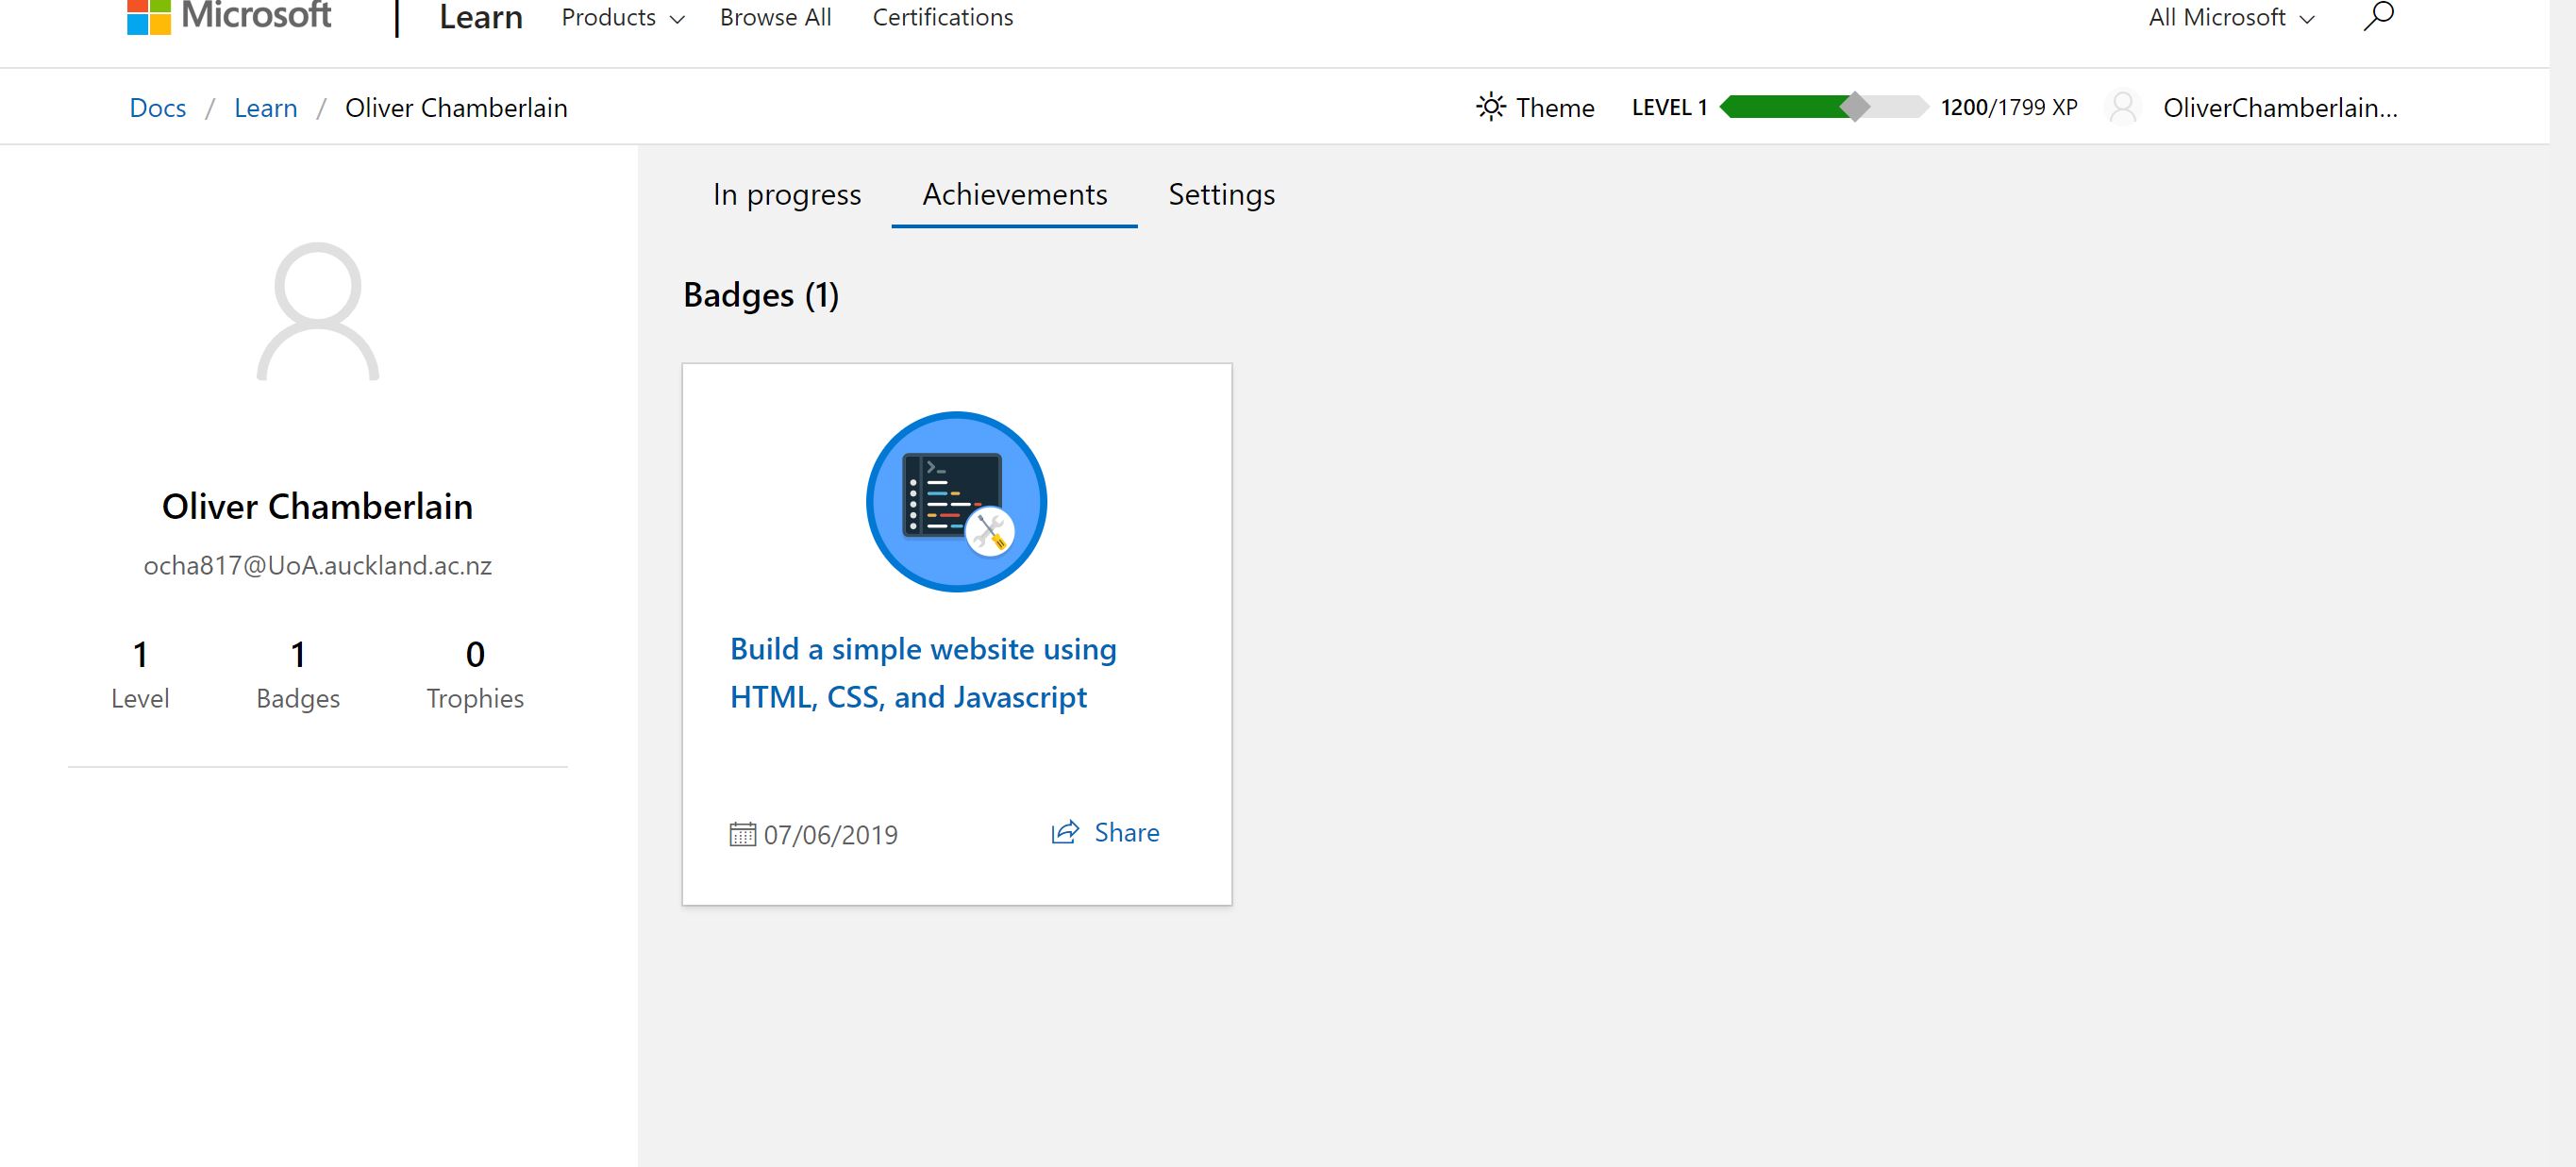 Microsoft | Learn Products Browse All Certifications All Microsoft
Docs / Learn / Oliver Chamberlain Theme LEVEL 1 1200/1799 XP OliverChamberlain...
In progress Achievements Settings
Badges (1)
Oliver Chamberlain
ocha817@UoA.auckland.ac.nz
1 1 0
Level Badges Trophies
Build a simple website using
HTML, CSS, and Javascript
07/06/2019 Share